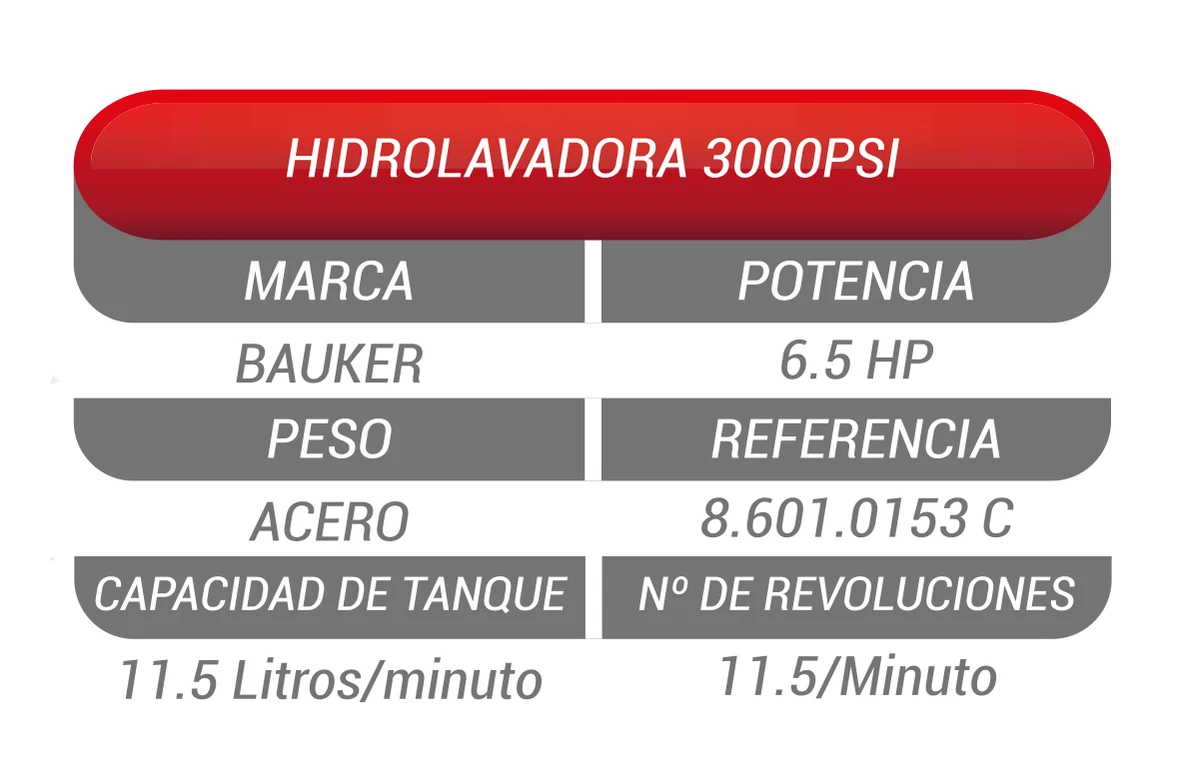 HIDROLAVADORA 3000PSI
MARCA POTENCIA
BAUKER 6.5 HP
PESO REFERENCIA
ACERO 8.601.0153 C
CAPACIDAD DE TANQUE Nº DE REVOLUCIONES
11.5 Litros/minuto 11.5/Minuto